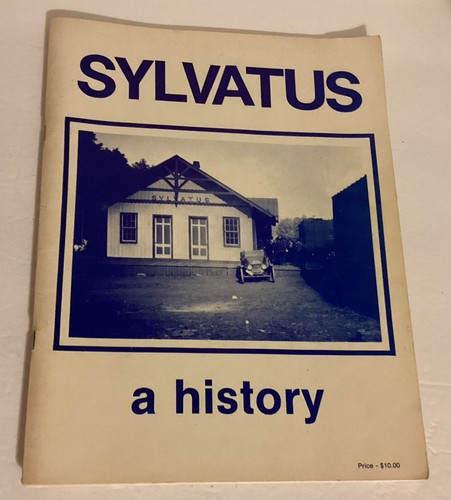 SYLVATUS
SYLVATUS
a history
Price - $10.00